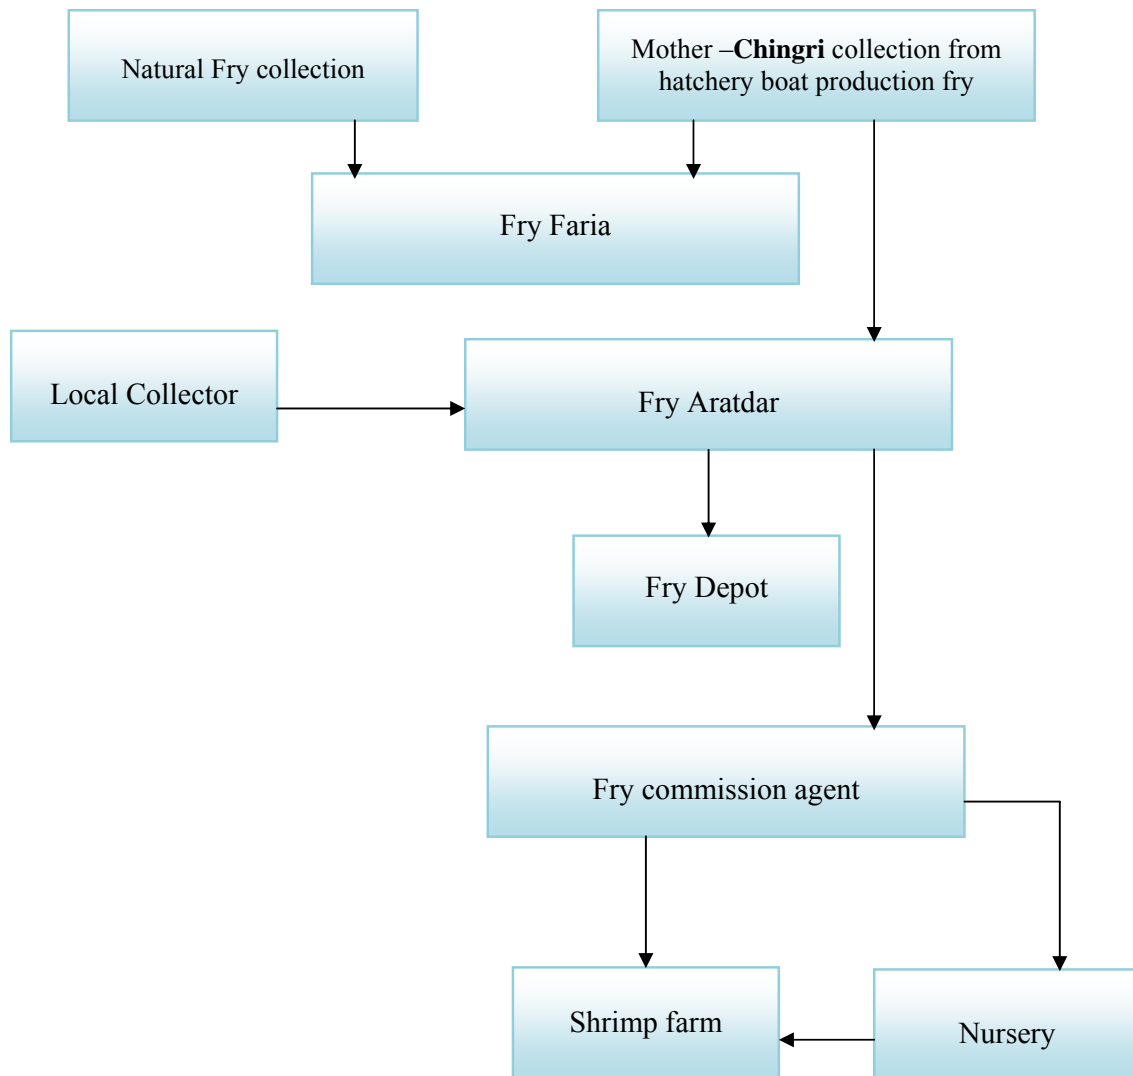 Natural Fry collection
Mother –Chingri collection from
hatchery boat production fry
Fry Faria
Local Collector
Fry Aratdar
Fry Depot
Fry commission agent
Shrimp farm
Nursery